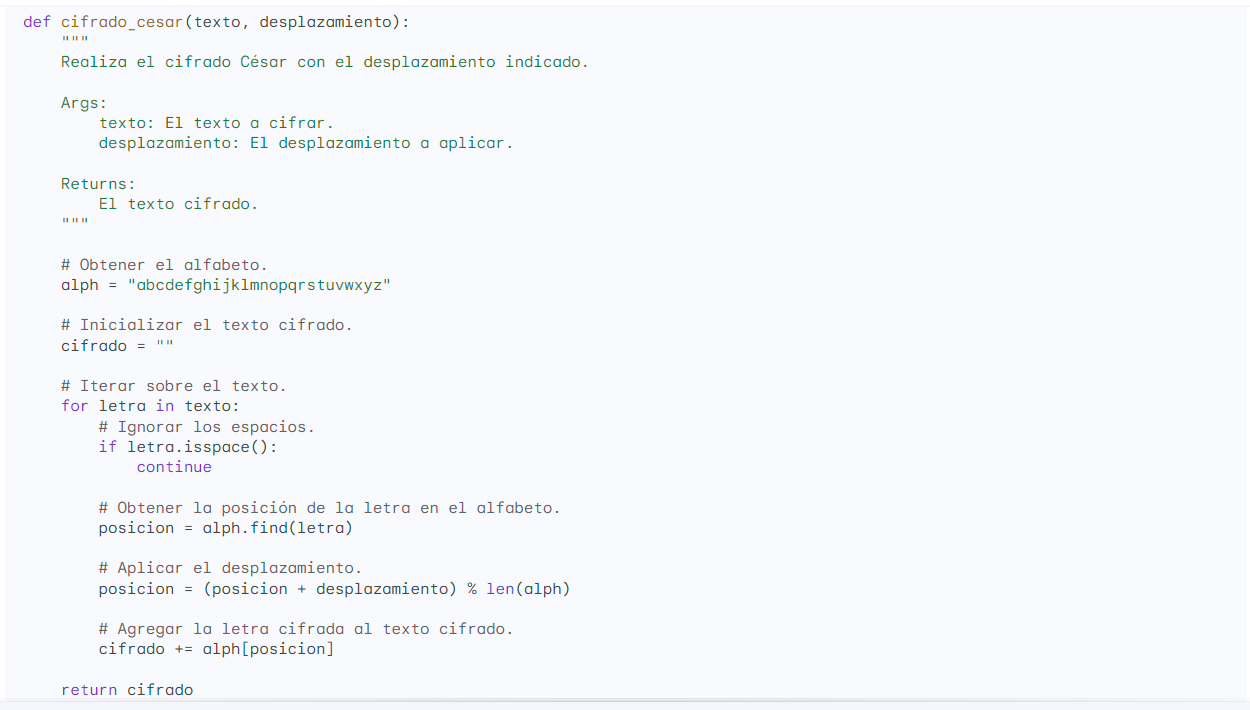 def cifrado_cesar(texto, desplazamiento):
    """
    Realiza el cifrado César con el desplazamiento indicado.

    Args:
        texto: El texto a cifrar.
        desplazamiento: El desplazamiento a aplicar.

    Returns:
        El texto cifrado.
    """

    # Obtener el alfabeto.
    alph = "abcdefghijklmnopqrstuvwxyz"

    # Inicializar el texto cifrado.
    cifrado = ""

    # Iterar sobre el texto.
    for letra in texto:
        # Ignorar los espacios.
        if letra.isspace():
            continue

        # Obtener la posición de la letra en el alfabeto.
        posicion = alph.find(letra)

        # Aplicar el desplazamiento.
        posicion = (posicion + desplazamiento) % len(alph)

        # Agregar la letra cifrada al texto cifrado.
        cifrado += alph[posicion]

    return cifrado